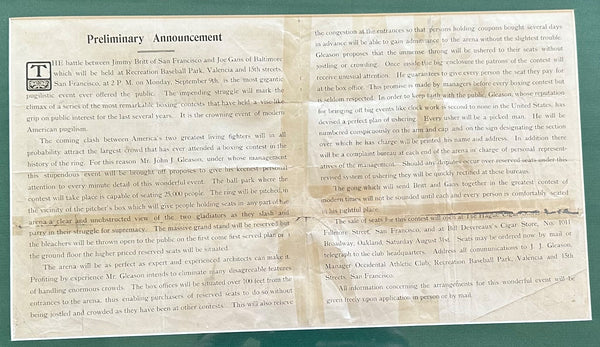 Preliminary Announcement
THE battle between Jimmy Britt of San Francisco and Joe Gans of Baltimore
which will be held at Recreation Baseball Park, Valencia and 15th streets,
San Francisco, at 2 P. M. on Monday, September 9th, is the most gigantic
pugilistic event ever offered the public. The impending struggle will mark the
climax of a series of the most remarkable boxing contests that have held a vise-like
grip on public interest for the last several years. It is the crowning event of modern
American pugilism.
The coming clash between America's two greatest living fighters will in all
probability attract the largest crowd that has ever attended a boxing contest in the
history of the ring. For this reason Mr. John J. Gleason, under whose management
this stupendous event will be brought off proposes to give his keenest personal
attention to every minute detail of this wonderful event. The ball park where the
contest will take place is capable of seating 25,000 people. The ring will be pitched in
the vicinity of the pitcher's box which will give people holding seats in any part of the
arena a clear and unobstructed view of the two gladiators as they slash and
parry in their struggle for supremacy. The massive grand stand will be reserved but
the bleachers will be thrown open to the public on the first come first served plan
the ground floor the higher priced reserved seats will be situated.
The arena will be as perfect as expert and experienced architects can make it.
Profiting by experience Mr. Gleason intends to eliminate many disagreeable features
of handling enormous crowds. The box offices will be situated over 300 feet from the
entrances to the arena, thus enabling purchasers of reserved seats to do so without
being jostled and crowded as they have been at other contests. This will also relieve
the congestion at the entrances so that persons holding coupons bought several days
in advance will be able to gain admittance to the arena without the slightest trouble.
Gleason proposes that the immense throng will be ushered to their seats without
jostling or crowding. Once inside the big enclosure the patrons of the contest will
receive unusual attention. He guarantees to give every person the seat they pay for
at the box office. This promise is made by managers before every boxing contest but
is seldom respected. In order to keep faith with the public, Gleason, whose reputation
for bringing off big events like clock work is second to none in the United States, has
devised a perfect plan of ushering. Every usher will be a picked man. He will be
numbered conspicuously on the arm and cap and on the sign designating the section
over which he has charge will be printed his name and address. In addition there
will be a complaint bureau at each end of the arena in charge of personal represent-
atives of the management. Should any dispute occur over reserved seats under this
revised system of ushering they will be quickly rectified at these bureaus.
The gong which will send Britt and Gans together in the greatest contest of
modern times will not be sounded until each and every person is comfortably seated
in his rightful place.
The sale of seats for this contest will open at The
Fillmore Street, San Francisco, and at Bill Devereaux's Cigar Store, No. 1011
Broadway, Oakland, Saturday August 31st. Seats may be ordered now by mail or
telegraph to the club headquarters. Address all communications to J. J. Gleason,
Manager Occidental Athletic Club, Recreation Baseball Park, Valencia and 15th
Streets, San Francisco.
All information concerning the arrangements for this wonderful event will be
given freely upon application in person or by mail.